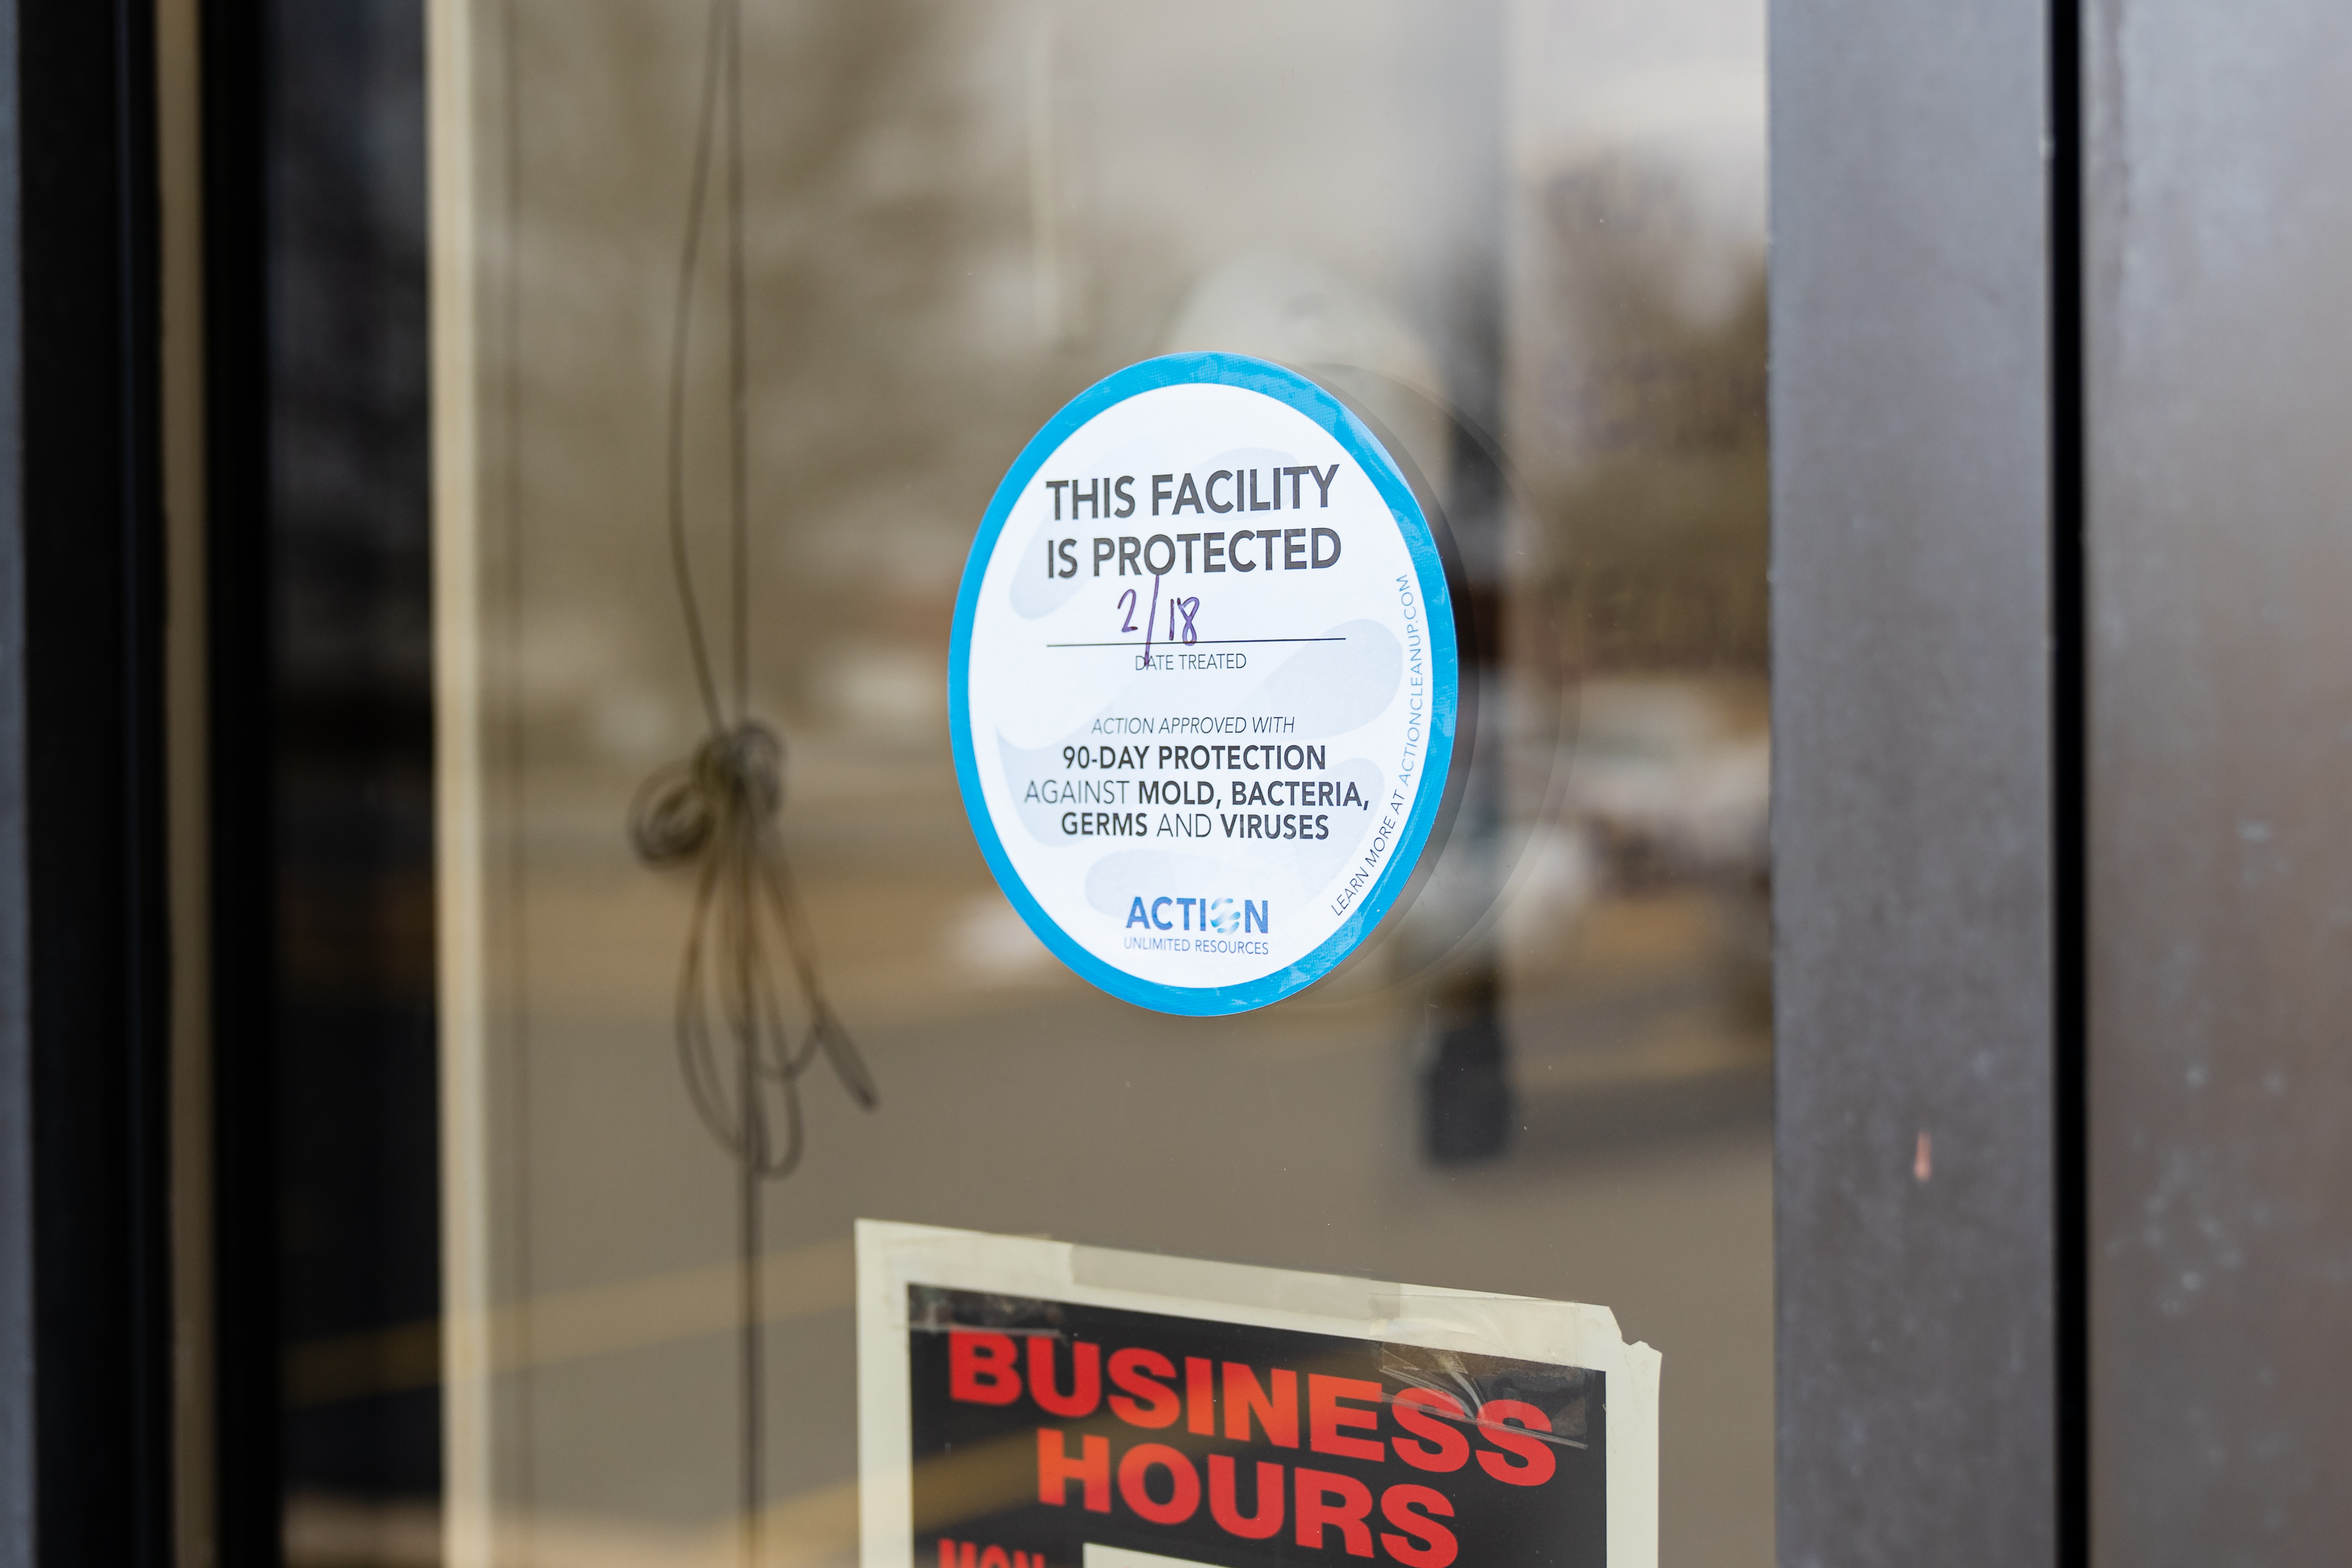 THIS FACILITY
IS PROTECTED
2/18
DATE TREATED
ACTION APPROVED WITH
90-DAY PROTECTION
AGAINST MOLD, BACTERIA,
GERMS AND VIRUSES
ACTION
UNLIMITED RESOURCES
LEARN MORE AT ACTIONCLEANUP.COM
BUSINESS
HOURS
MON